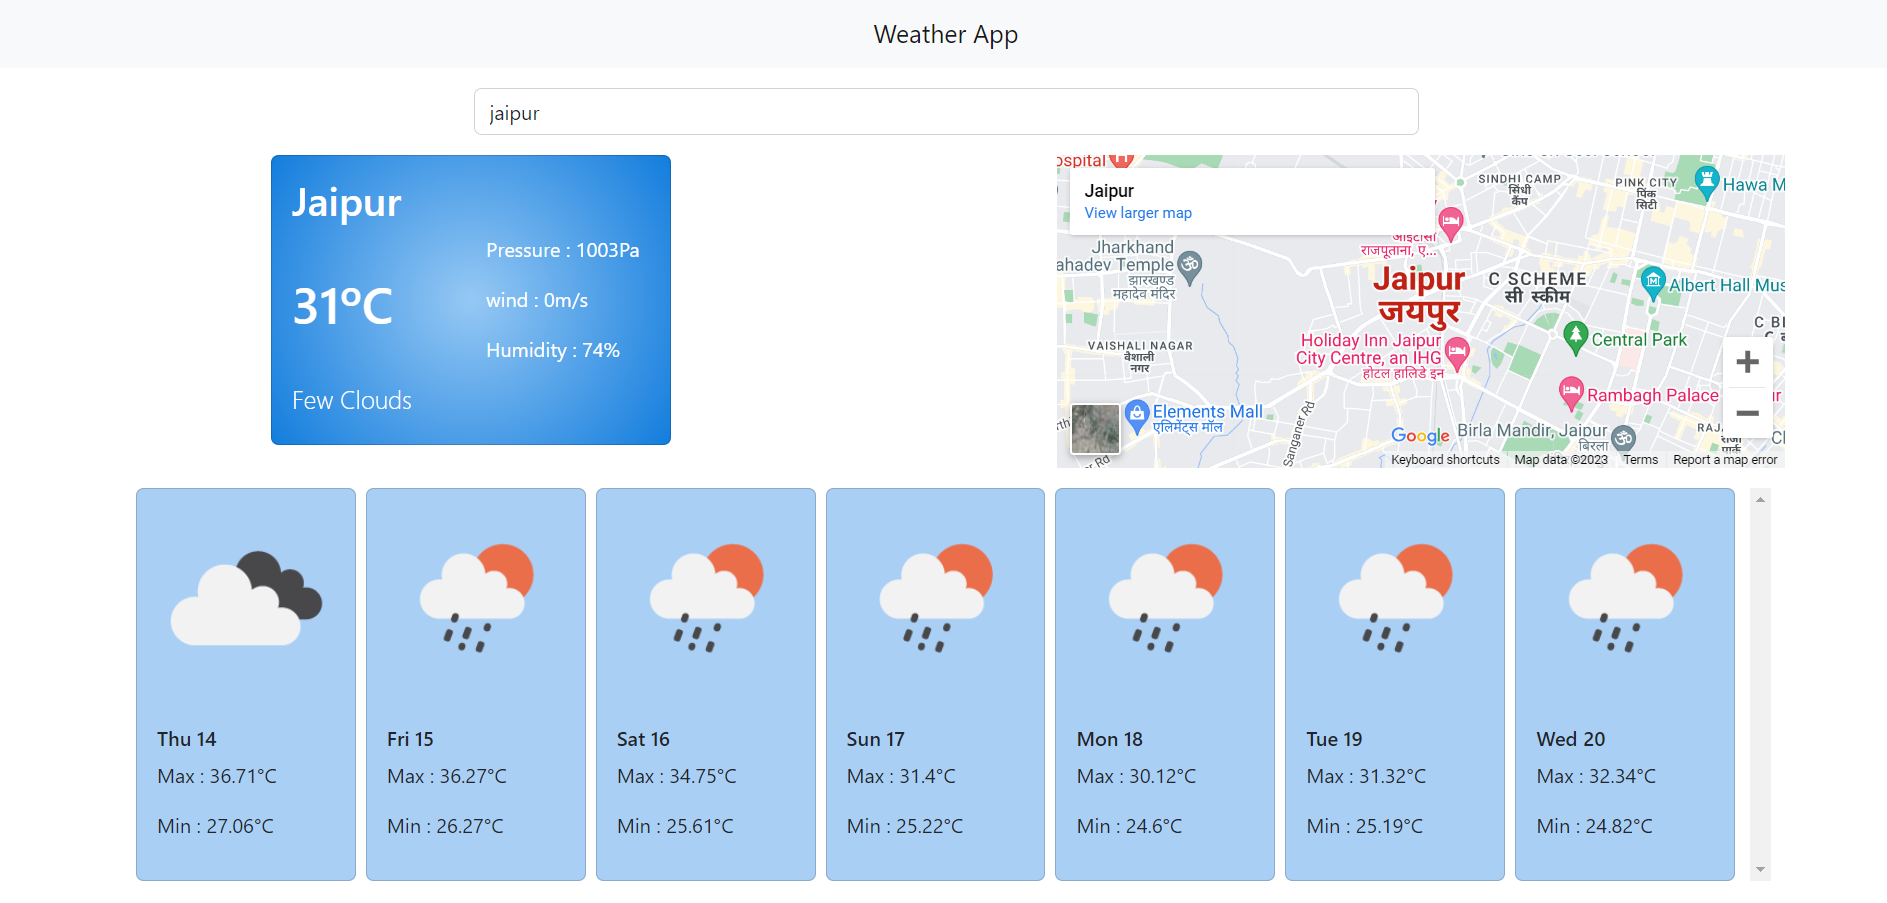 Weather App
jaipur
Jaipur
31°C
Pressure : 1003Pa
wind : 0m/s
Humidity : 74%
Few Clouds
ospital
Jaipur
View larger map
SINDHI CAMP
सिंधी
कैंप
PINK CITY
पिंक
सिटी
Hawa M
Jharkhand
ahadev Temple
झारखण्ड
महादेव मंदिर
आइटीसी
राजपूताना, ए...
Jaipur
जयपुर
C SCHEME
सी स्कीम
Albert Hall Mus
VAISHALI NAGAR
वैशाली
नगर
Holiday Inn Jaipur
City Centre, an IHG
होटल हालिडे इन
Central Park
C B
Rambagh Palace
ur
Elements Mall
एलिमेंट्स मॉल
Sanganer Rd
Google
Birla Mandir, Jaipur
बिरला
Keyboard shortcuts
Map data ©2023
Terms
Report a map error
Thu 14
Max : 36.71°C
Min : 27.06°C
Fri 15
Max : 36.27°C
Min : 26.27°C
Sat 16
Max : 34.75°C
Min : 25.61°C
Sun 17
Max : 31.4°C
Min : 25.22°C
Mon 18
Max : 30.12°C
Min : 24.6°C
Tue 19
Max : 31.32°C
Min : 25.19°C
Wed 20
Max : 32.34°C
Min : 24.82°C